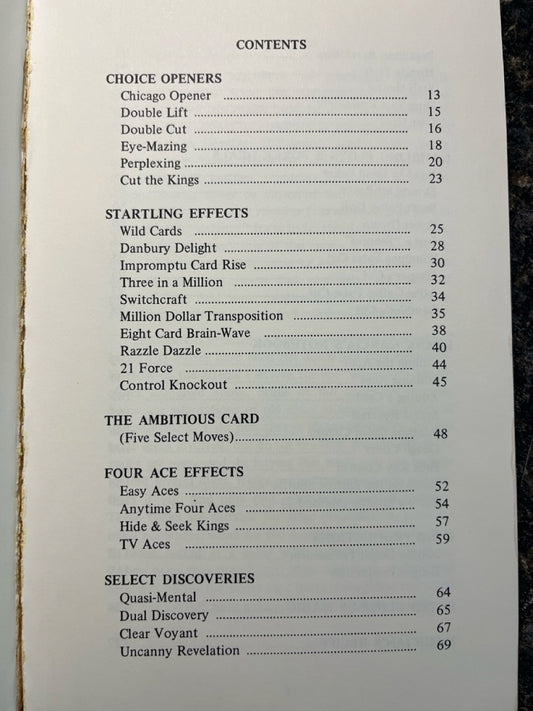 CONTENTS
CHOICE OPENERS
Chicago Opener ........ 13
Double Lift ........ 15
Double Cut ........ 16
Eye-Mazing ........ 18
Perplexing ........ 20
Cut the Kings ........ 23
STARTLING EFFECTS
Wild Cards ........ 25
Danbury Delight ........ 28
Impromptu Card Rise ........ 30
Three in a Million ........ 32
Switchcraft ........ 34
Million Dollar Transposition ........ 35
Eight Card Brain-Wave ........ 38
Razzle Dazzle ........ 40
21 Force ........ 44
Control Knockout ........ 45
THE AMBITIOUS CARD
(Five Select Moves) ........ 48
FOUR ACE EFFECTS
Easy Aces ........ 52
Anytime Four Aces ........ 54
Hide & Seek Kings ........ 57
TV Aces ........ 59
SELECT DISCOVERIES
Quasi-Mental ........ 64
Dual Discovery ........ 65
Clear Voyant ........ 67
Uncanny Revelation ........ 69